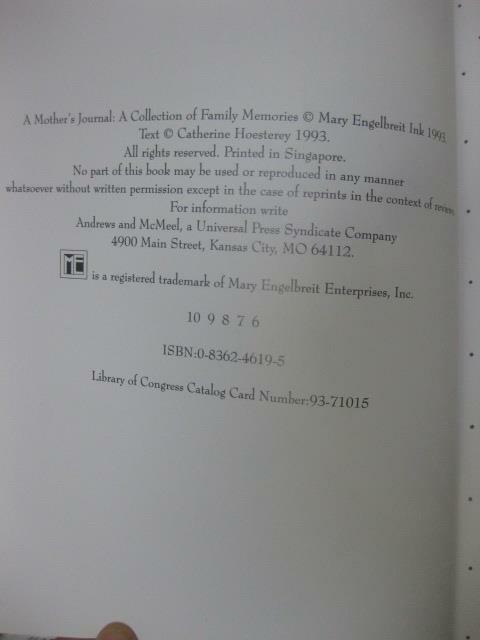 A Mother's Journal: A Collection of Family Memories © Mary Engelbreit Ink 1993.
Text © Catherine Hoesterey 1993.
All rights reserved. Printed in Singapore.
No part of this book may be used or reproduced in any manner
whatsoever without written permission except in the case of reprints in the context of reviews.
For information write
Andrews and McMeel, a Universal Press Syndicate Company
4900 Main Street, Kansas City, MO 64112.
ME is a registered trademark of Mary Engelbreit Enterprises, Inc.
10 9 8 7 6
ISBN:0-8362-4619-5
Library of Congress Catalog Card Number:93-71015